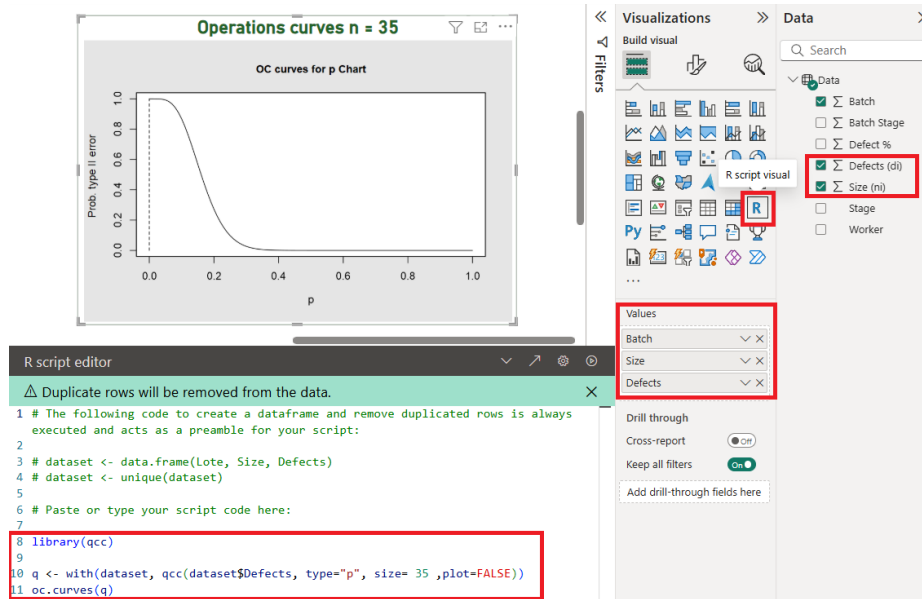 Operations curves n = 35
OC curves for p Chart
Prob. type II error
0.0 0.2 0.4 0.6 0.8 1.0
0.0 0.2 0.4 0.6 0.8 1.0
p
Filters
Visualizations
Build visual
R script visual
R
Py
123
...
Values
Batch
Size
Defects
Drill through
Cross-report
Off
Keep all filters
On
Add drill-through fields here
Data
Search
Data
Σ Batch
Σ Batch Stage
Σ Defect %
Σ Defects (di)
Σ Size (ni)
Stage
Worker
R script editor
Duplicate rows will be removed from the data.
1 # The following code to create a dataframe and remove duplicated rows is always
executed and acts as a preamble for your script:
2
3 # dataset <- data.frame(Lote, Size, Defects)
4 # dataset <- unique(dataset)
5
6 # Paste or type your script code here:
7
8 library(qcc)
9
10 q <- with(dataset, qcc(dataset$Defects, type="p", size= 35 ,plot=FALSE))
11 oc.curves(q)